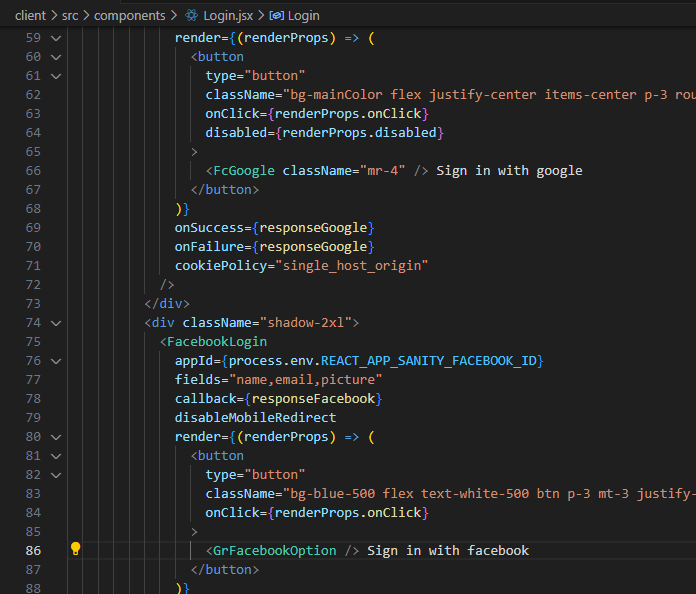 client > src > components > Login.jsx > Login
59 render={(renderProps) => (
60 <button
61 type="button"
62 className="bg-mainColor flex justify-center items-center p-3 rou
63 onClick={renderProps.onClick}
64 disabled={renderProps.disabled}
65 >
66 <FcGoogle className="mr-4" /> Sign in with google
67 </button>
68 )}
69 onSuccess={responseGoogle}
70 onFailure={responseGoogle}
71 cookiePolicy="single_host_origin"
72 />
73 </div>
74 <div className="shadow-2xl">
75 <FacebookLogin
76 appId={process.env.REACT_APP_SANITY_FACEBOOK_ID}
77 fields="name,email,picture"
78 callback={responseFacebook}
79 disableMobileRedirect
80 render={(renderProps) => (
81 <button
82 type="button"
83 className="bg-blue-500 flex text-white-500 btn p-3 mt-3 justify-
84 onClick={renderProps.onClick}
85 >
86 <GrFacebookOption /> Sign in with facebook
87 </button>
88 )}